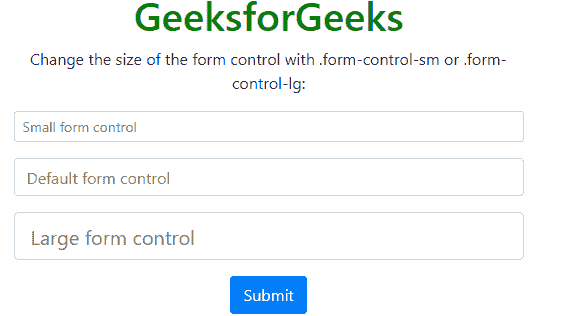 GeeksforGeeks
Change the size of the form control with .form-control-sm or .form-
control-lg:
Small form control
Default form control
Large form control
Submit